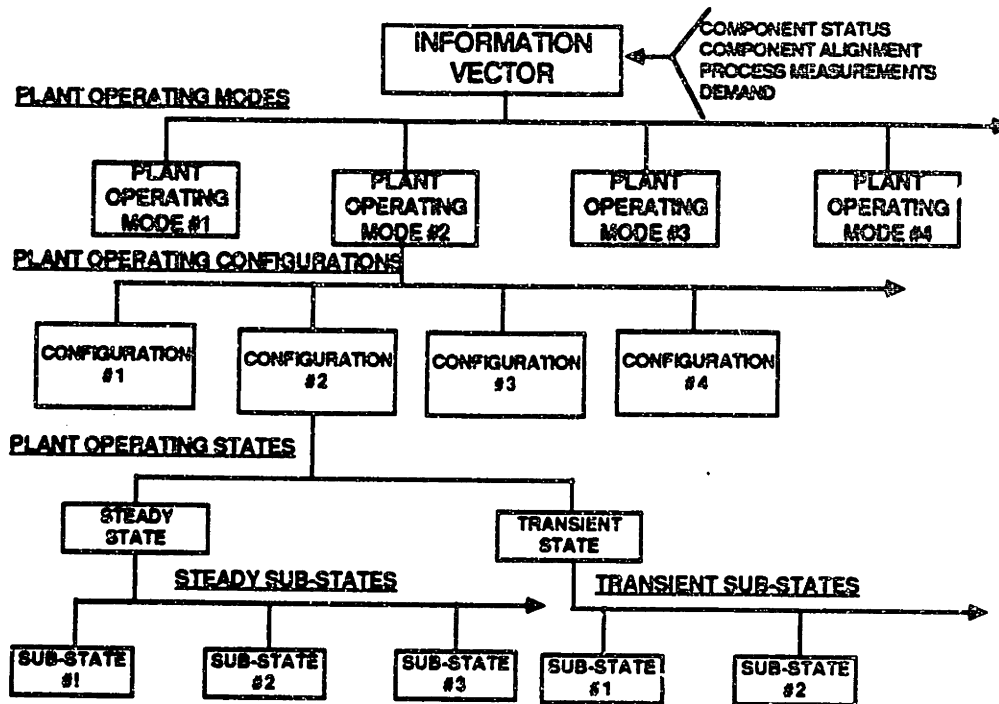 INFORMATION
VECTOR
COMPONENT STATUS
COMPONENT ALIGNMENT
PROCESS MEASUREMENTS
DEMAND
PLANT OPERATING MODES
PLANT
OPERATING
MODE #1
PLANT
OPERATING
MODE #2
PLANT
OPERATING
MODE #3
PLANT
OPERATING
MODE #4
PLANT OPERATING CONFIGURATIONS
CONFIGURATION
#1
CONFIGURATION
#2
CONFIGURATION
#3
CONFIGURATION
#4
PLANT OPERATING STATES
STEADY
STATE
TRANSIENT
STATE
STEADY SUB-STATES
TRANSIENT SUB-STATES
SUB-STATE
#!
SUB-STATE
#2
SUB-STATE
#3
SUB-STATE
#1
SUB-STATE
#2